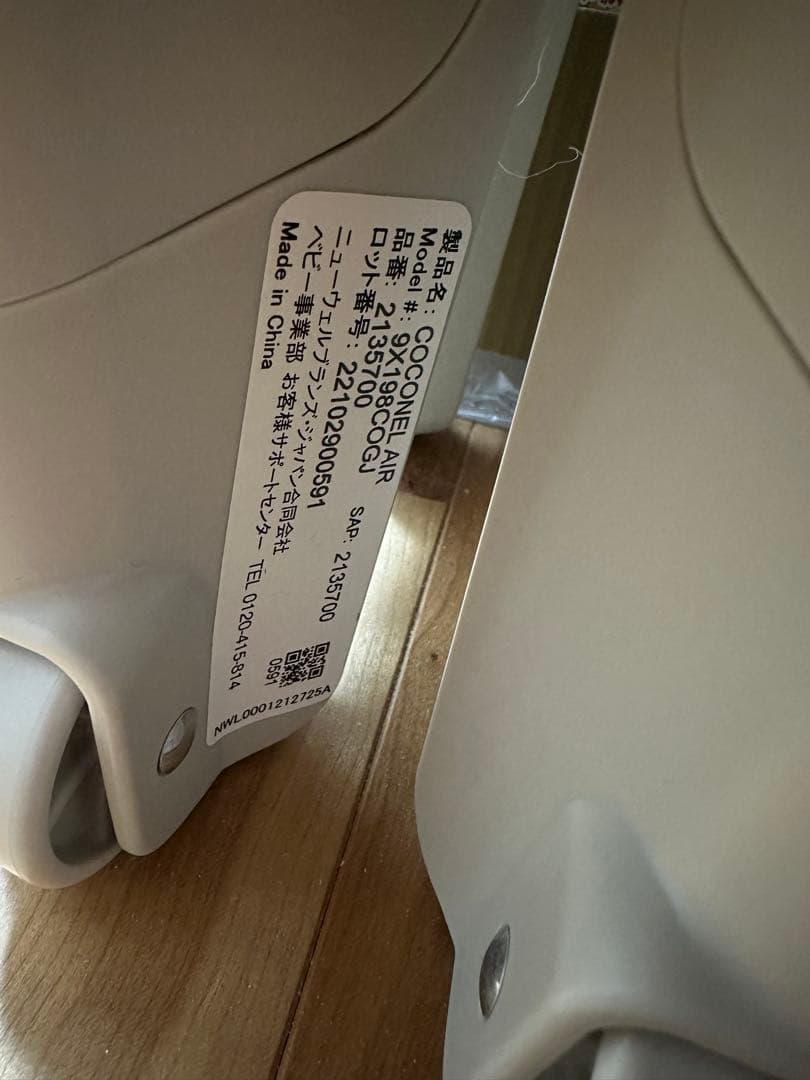 製品名: COCONEL AIR
Model #: 9X198COGJ
品番: 2135700 SAP: 2135700
ロット番号: 22102900591
ニューウェルブランズ・ジャパン合同会社
ベビー事業部 お客様サポートセンター TEL 0120-415-814
Made in China
0591
NWL0001212725A